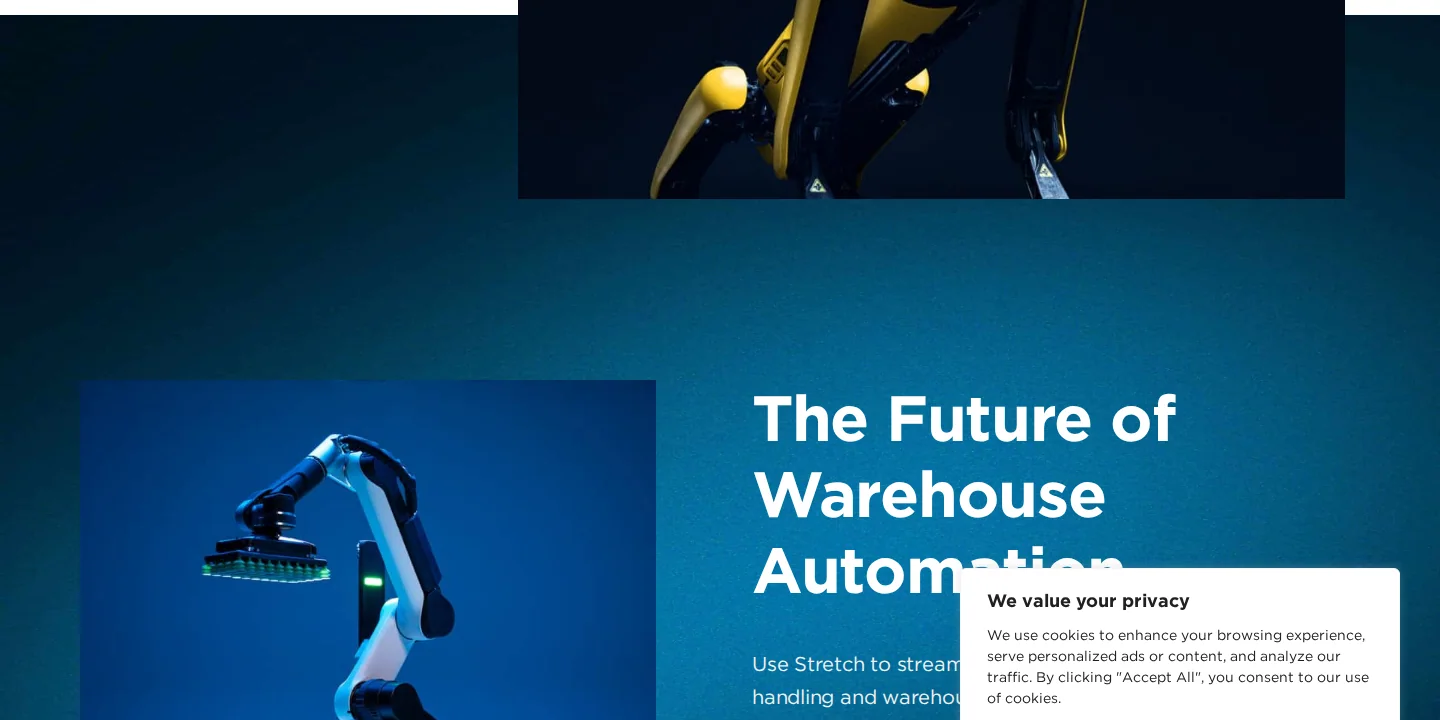 The Future of
Warehouse
Automation
Use Stretch to stream
handling and warehou
We value your privacy
We use cookies to enhance your browsing experience,
serve personalized ads or content, and analyze our
traffic. By clicking "Accept All", you consent to our use
of cookies.